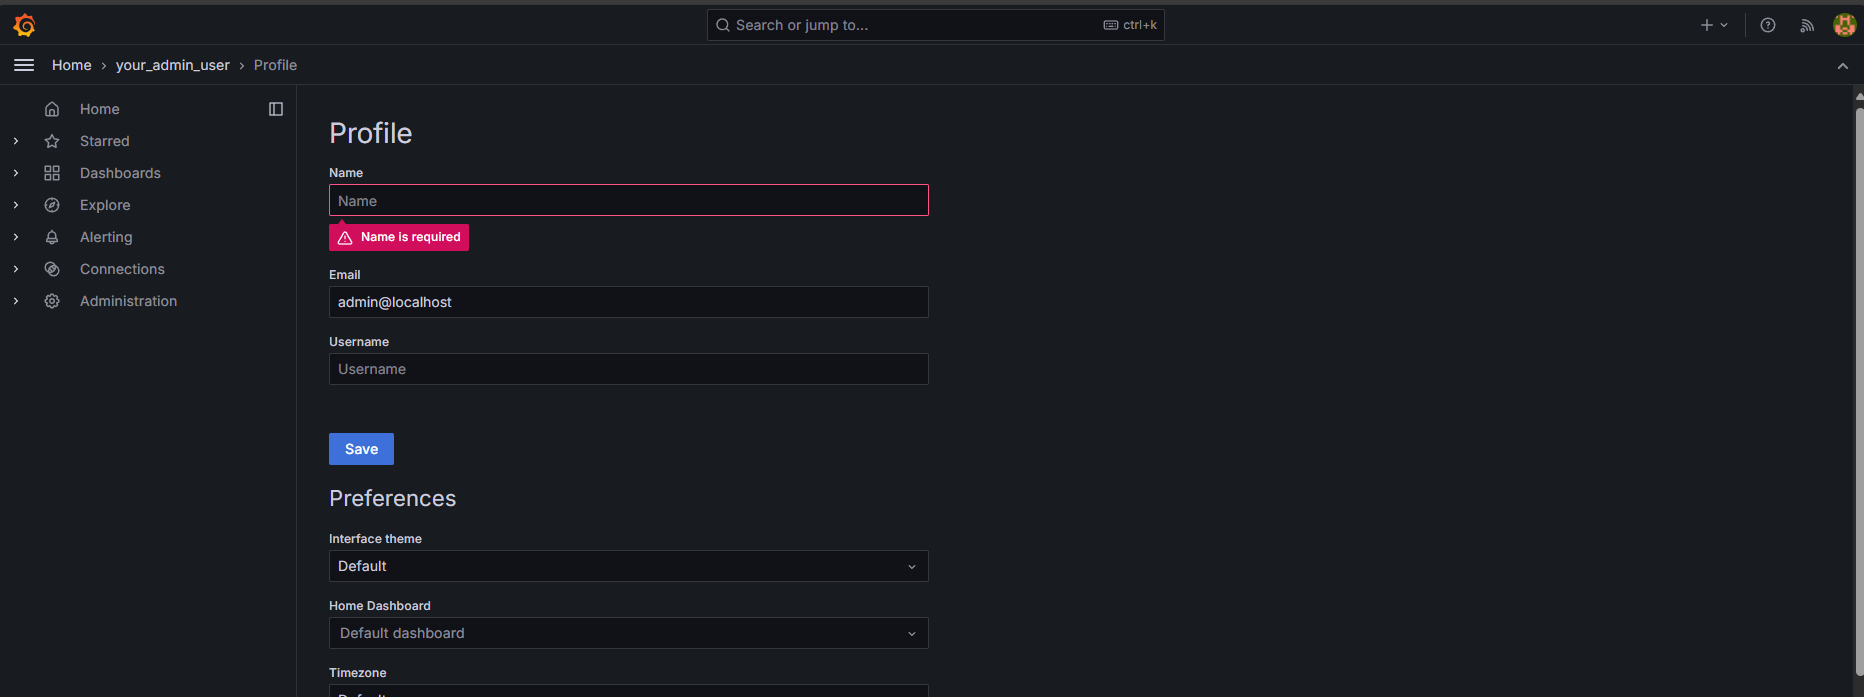 Search or jump to...
ctrl+k
Home › your_admin_user › Profile
Home
Starred
Dashboards
Explore
Alerting
Connections
Administration
Profile
Name
Name
Name is required
Email
admin@localhost
Username
Username
Save
Preferences
Interface theme
Default
Home Dashboard
Default dashboard
Timezone
Default